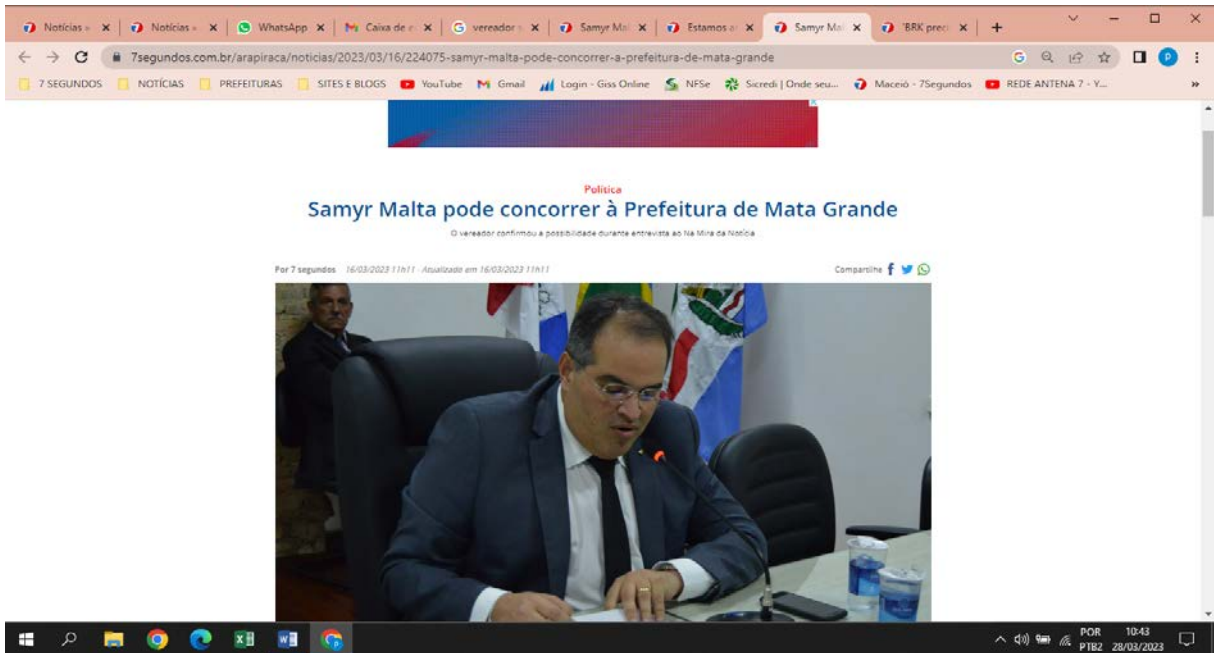 Notícias
Notícias
WhatsApp
Caixa de e
vereador s
Samyr Mal
Estamos a
Samyr Mal
'BRK preci
7segundos.com.br/arapiraca/noticias/2023/03/16/224075-samyr-malta-pode-concorrer-a-prefeitura-de-mata-grande
7 SEGUNDOS
NOTÍCIAS
PREFEITURAS
SITES E BLOGS
YouTube
Gmail
Login - Giss Online
NFSe
Sicredi | Onde seu...
Maceió - 7Segundos
REDE ANTENA 7 - Y...
Política
Samyr Malta pode concorrer à Prefeitura de Mata Grande
O vereador confirmou a possibilidade durante entrevista ao Na Mira da Notícia
Por 7 segundos 16/03/2023 11h11 - Atualizado em 16/03/2023 11h11
Compartilhe
POR 10:43
PTB2 28/03/2023